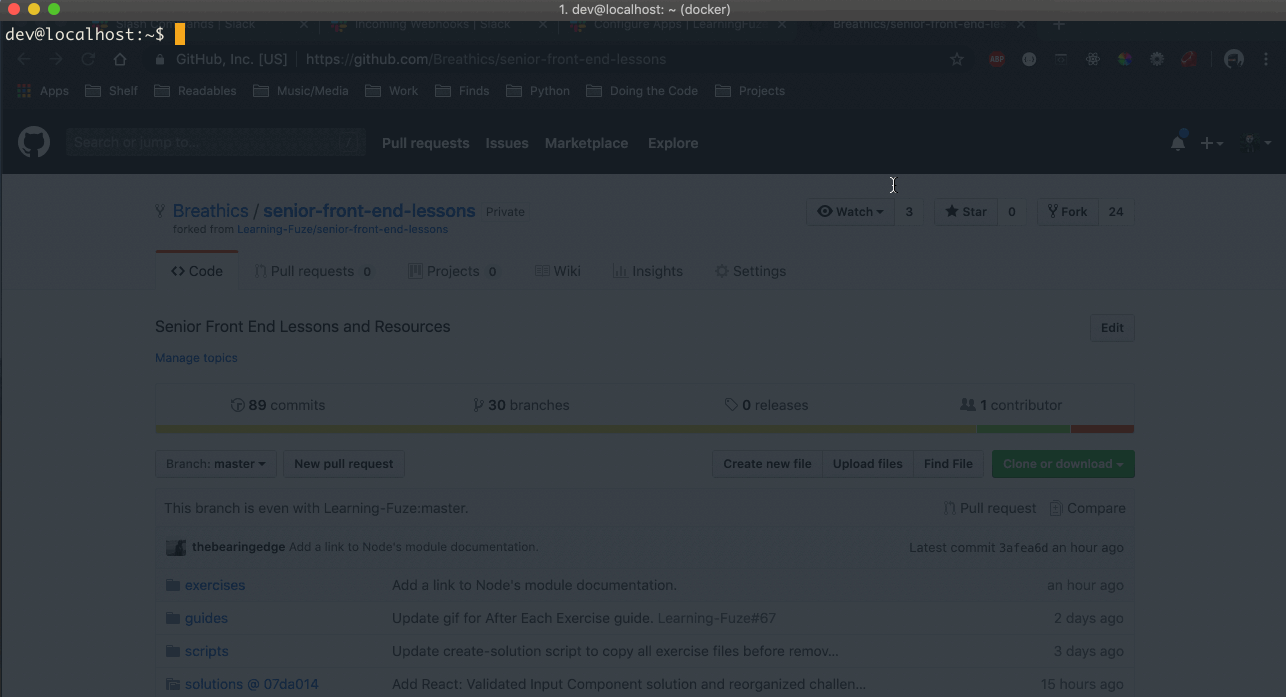 1. dev@localhost: ~ (docker)
Slack Commands | Slack
Incoming Webhooks | Slack
Configure Apps | LearningFuze
Breathics/senior-front-end-le
dev@localhost:~$
GitHub, Inc. [US] | https://github.com/Breathics/senior-front-end-lessons
ABP
Apps Shelf Readables Music/Media Work Finds Python Doing the Code Projects
Search or jump to... /
Pull requests Issues Marketplace Explore
Breathics / senior-front-end-lessons Private
Watch 3 Star 0 Fork 24
forked from Learning-Fuze/senior-front-end-lessons
Code Pull requests 0 Projects 0 Wiki Insights Settings
Senior Front End Lessons and Resources
Edit
Manage topics
89 commits 30 branches 0 releases 1 contributor
Branch: master New pull request Create new file Upload files Find File Clone or download
This branch is even with Learning-Fuze:master. Pull request Compare
thebearingedge Add a link to Node's module documentation. Latest commit 3afea6d an hour ago
exercises Add a link to Node's module documentation. an hour ago
guides Update gif for After Each Exercise guide. Learning-Fuze#67 2 days ago
scripts Update create-solution script to copy all exercise files before remov... 3 days ago
solutions @ 07da014 Add React: Validated Input Component solution and reorganized challen... 15 hours ago